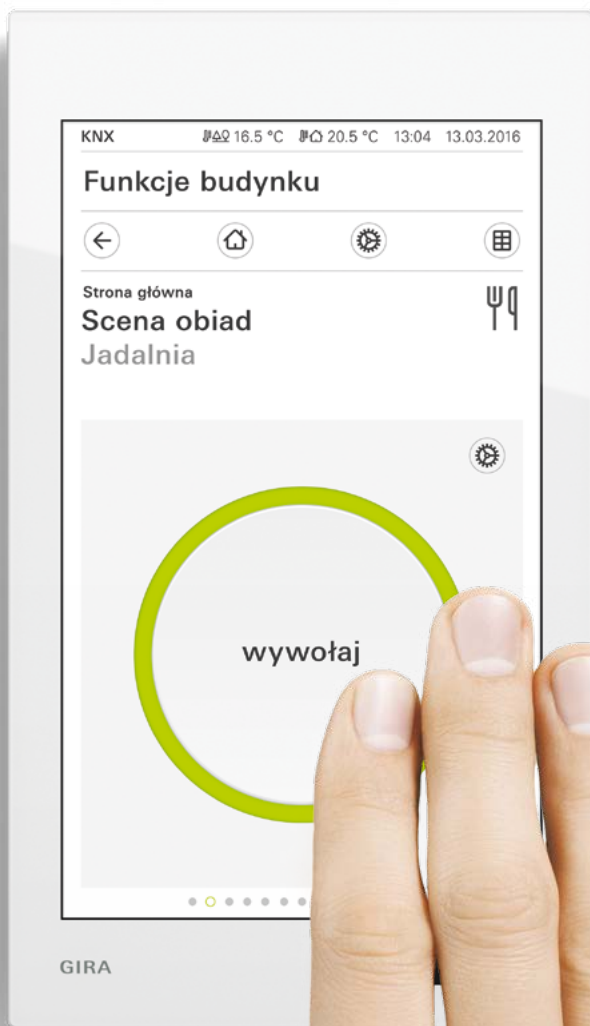 KNX 16.5 °C 20.5 °C 13:04 13.03.2016
Funkcje budynku
Strona główna
Scena obiad
Jadalnia
wywołaj
GIRA